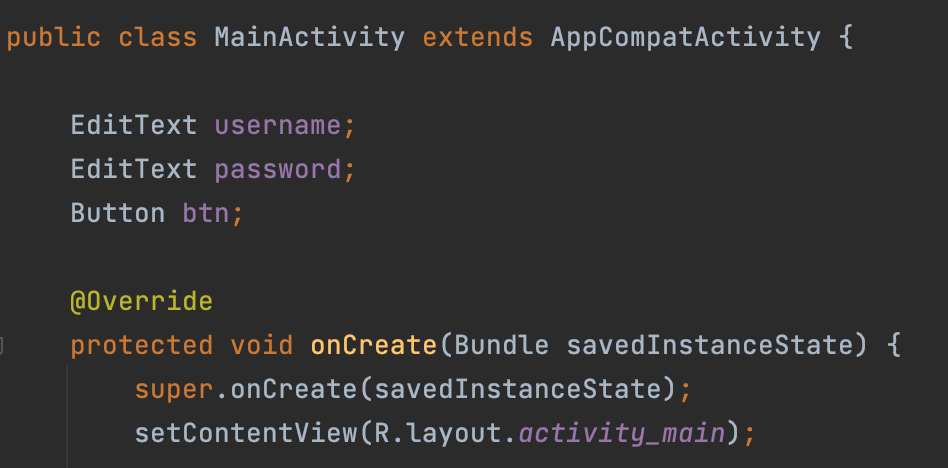 public class MainActivity extends AppCompatActivity {
EditText username;
EditText password;
Button btn;
@Override
protected void onCreate(Bundle savedInstanceState) {
super.onCreate(savedInstanceState);
setContentView(R.layout.activity_main);